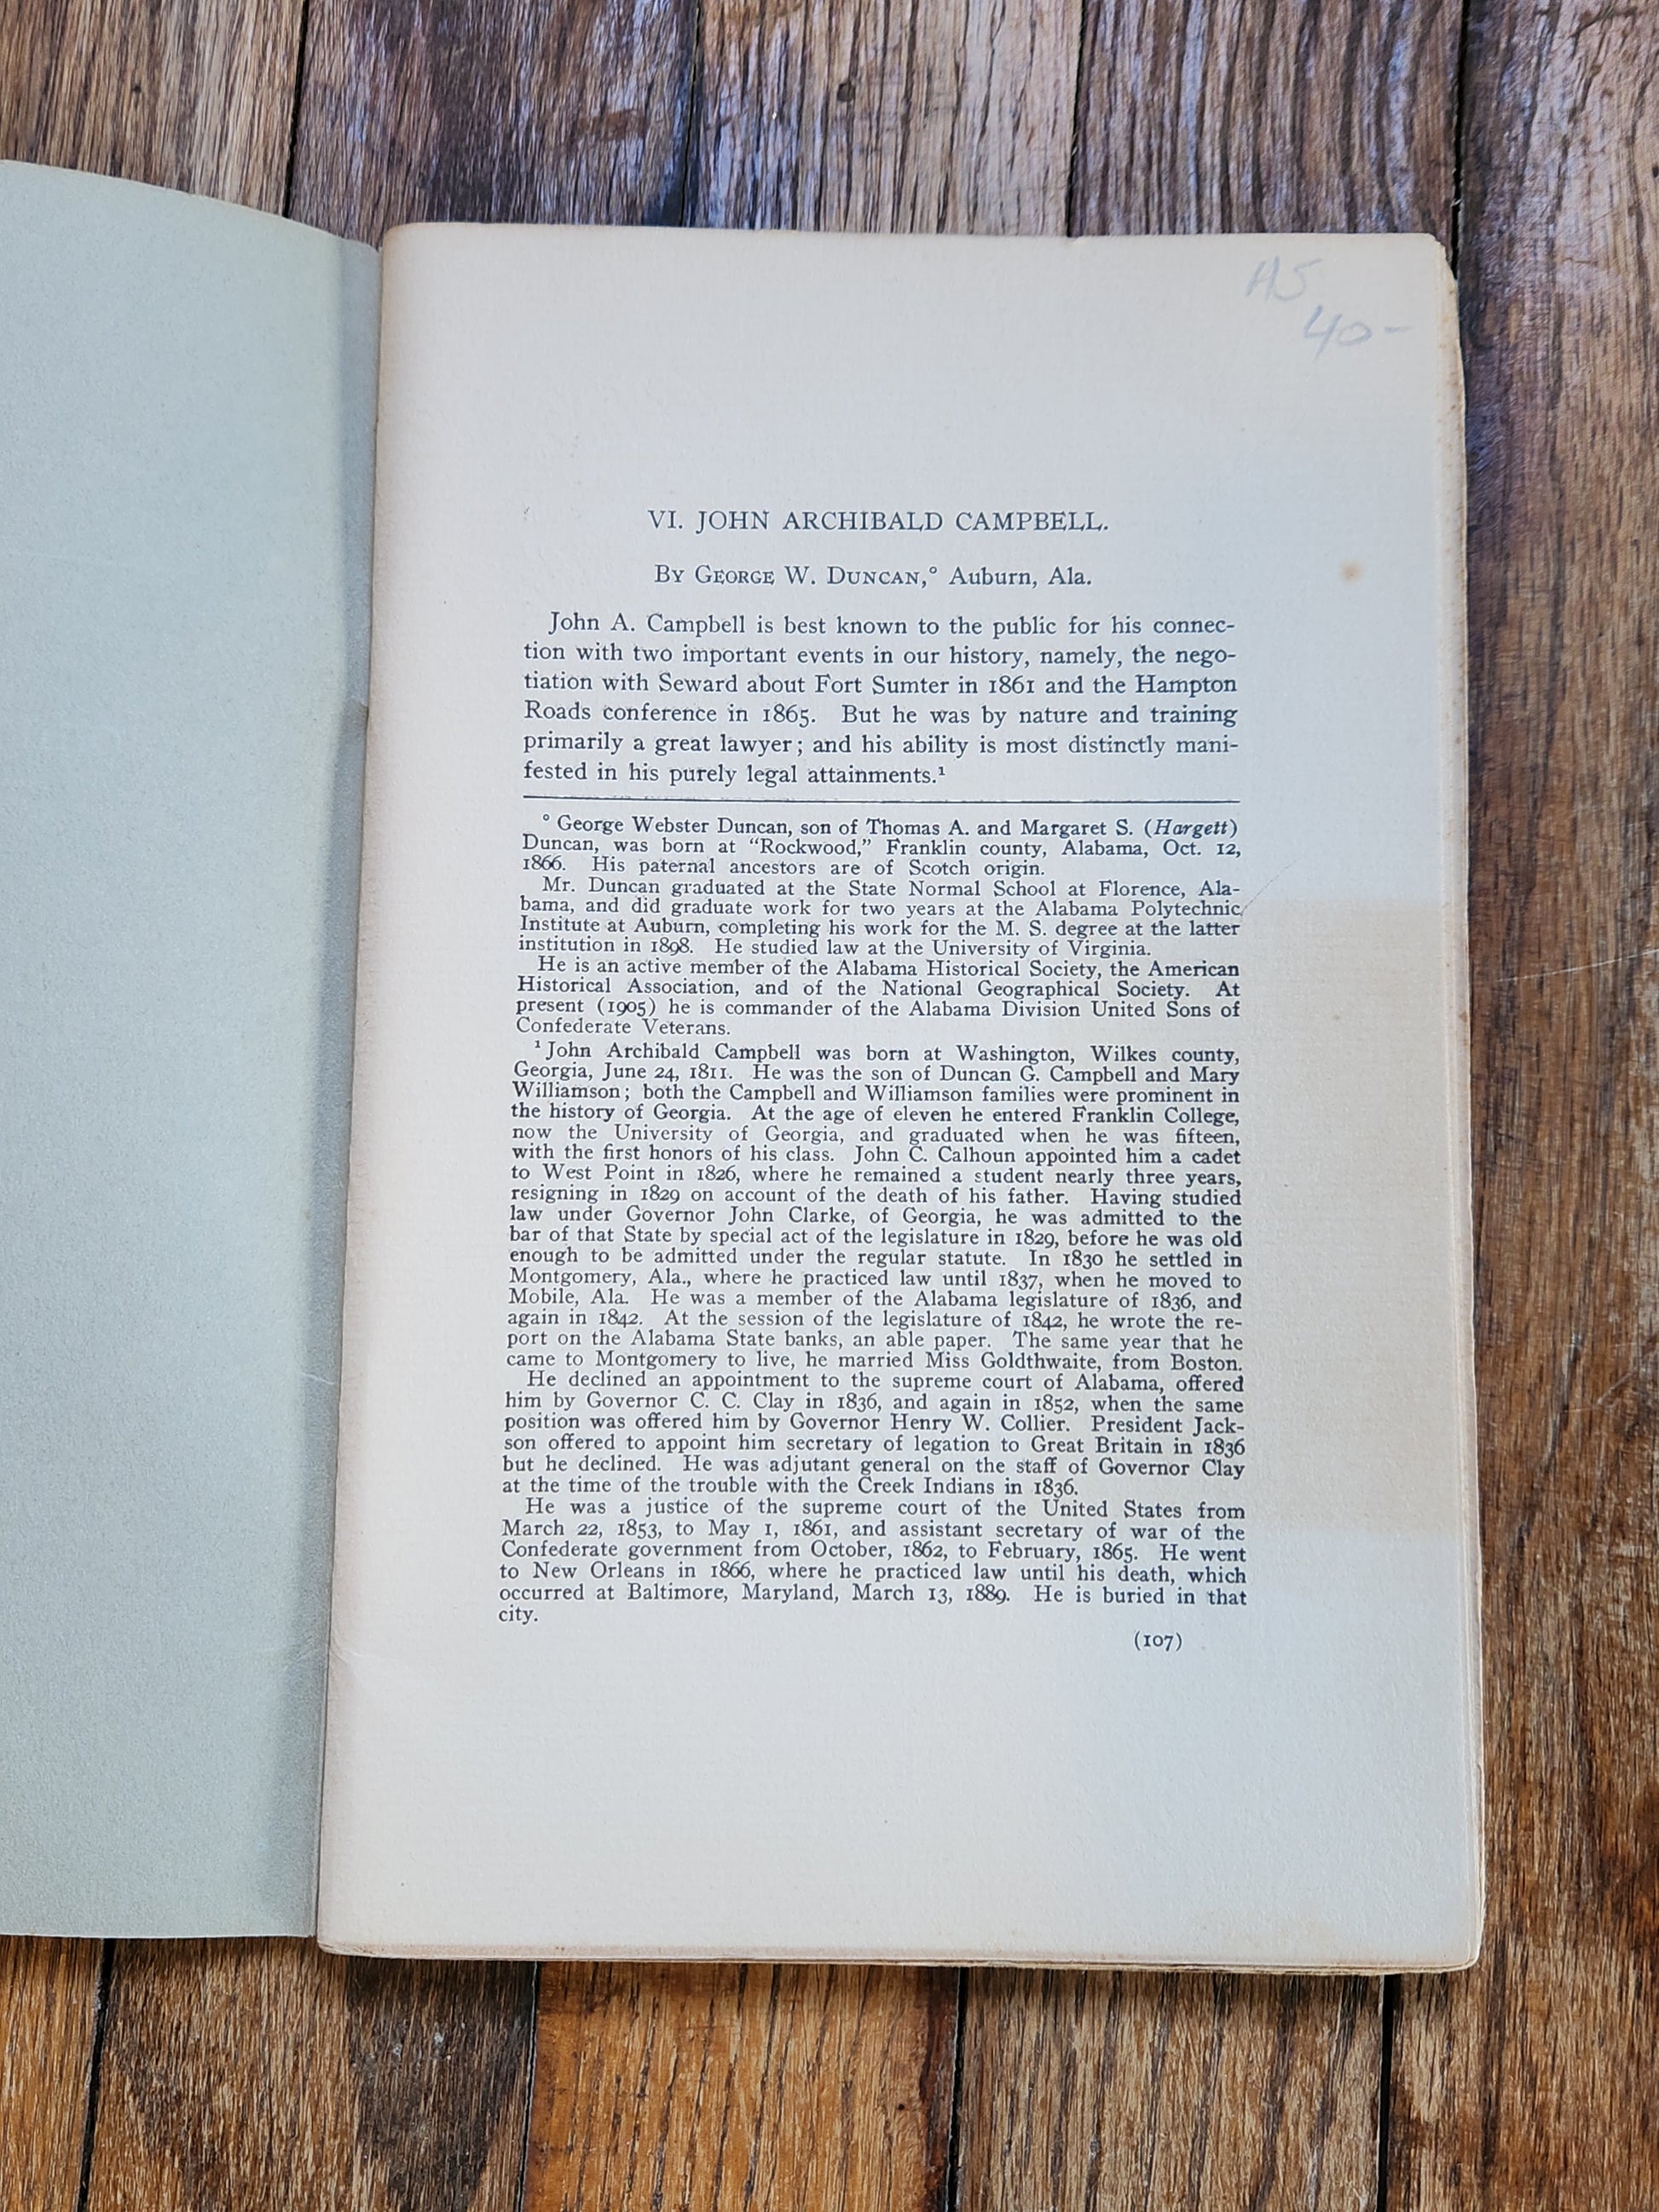 HS
40-
VI. JOHN ARCHIBALD CAMPBELL.
By George W. Duncan,° Auburn, Ala.
John A. Campbell is best known to the public for his connec-
tion with two important events in our history, namely, the nego-
tiation with Seward about Fort Sumter in 1861 and the Hampton
Roads conference in 1865. But he was by nature and training
primarily a great lawyer; and his ability is most distinctly mani-
fested in his purely legal attainments.¹
° George Webster Duncan, son of Thomas A. and Margaret S. (Hargett)
Duncan, was born at "Rockwood," Franklin county, Alabama, Oct. 12,
1866. His paternal ancestors are of Scotch origin.
Mr. Duncan graduated at the State Normal School at Florence, Ala-
bama, and did graduate work for two years at the Alabama Polytechnic
Institute at Auburn, completing his work for the M. S. degree at the latter
institution in 1898. He studied law at the University of Virginia.
He is an active member of the Alabama Historical Society, the American
Historical Association, and of the National Geographical Society. At
present (1905) he is commander of the Alabama Division United Sons of
Confederate Veterans.
¹ John Archibald Campbell was born at Washington, Wilkes county,
Georgia, June 24, 1811. He was the son of Duncan G. Campbell and Mary
Williamson; both the Campbell and Williamson families were prominent in
the history of Georgia. At the age of eleven he entered Franklin College,
now the University of Georgia, and graduated when he was fifteen,
with the first honors of his class. John C. Calhoun appointed him a cadet
to West Point in 1826, where he remained a student nearly three years,
resigning in 1829 on account of the death of his father. Having studied
law under Governor John Clarke, of Georgia, he was admitted to the
bar of that State by special act of the legislature in 1829, before he was old
enough to be admitted under the regular statute. In 1830 he settled in
Montgomery, Ala., where he practiced law until 1837, when he moved to
Mobile, Ala. He was a member of the Alabama legislature of 1836, and
again in 1842. At the session of the legislature of 1842, he wrote the re-
port on the Alabama State banks, an able paper. The same year that he
came to Montgomery to live, he married Miss Goldthwaite, from Boston.
He declined an appointment to the supreme court of Alabama, offered
him by Governor C. C. Clay in 1836, and again in 1852, when the same
position was offered him by Governor Henry W. Collier. President Jack-
son offered to appoint him secretary of legation to Great Britain in 1836
but he declined. He was adjutant general on the staff of Governor Clay
at the time of the trouble with the Creek Indians in 1836.
He was a justice of the supreme court of the United States from
March 22, 1853, to May 1, 1861, and assistant secretary of war of the
Confederate government from October, 1862, to February, 1865. He went
to New Orleans in 1866, where he practiced law until his death, which
occurred at Baltimore, Maryland, March 13, 1889. He is buried in that
city.
(107)